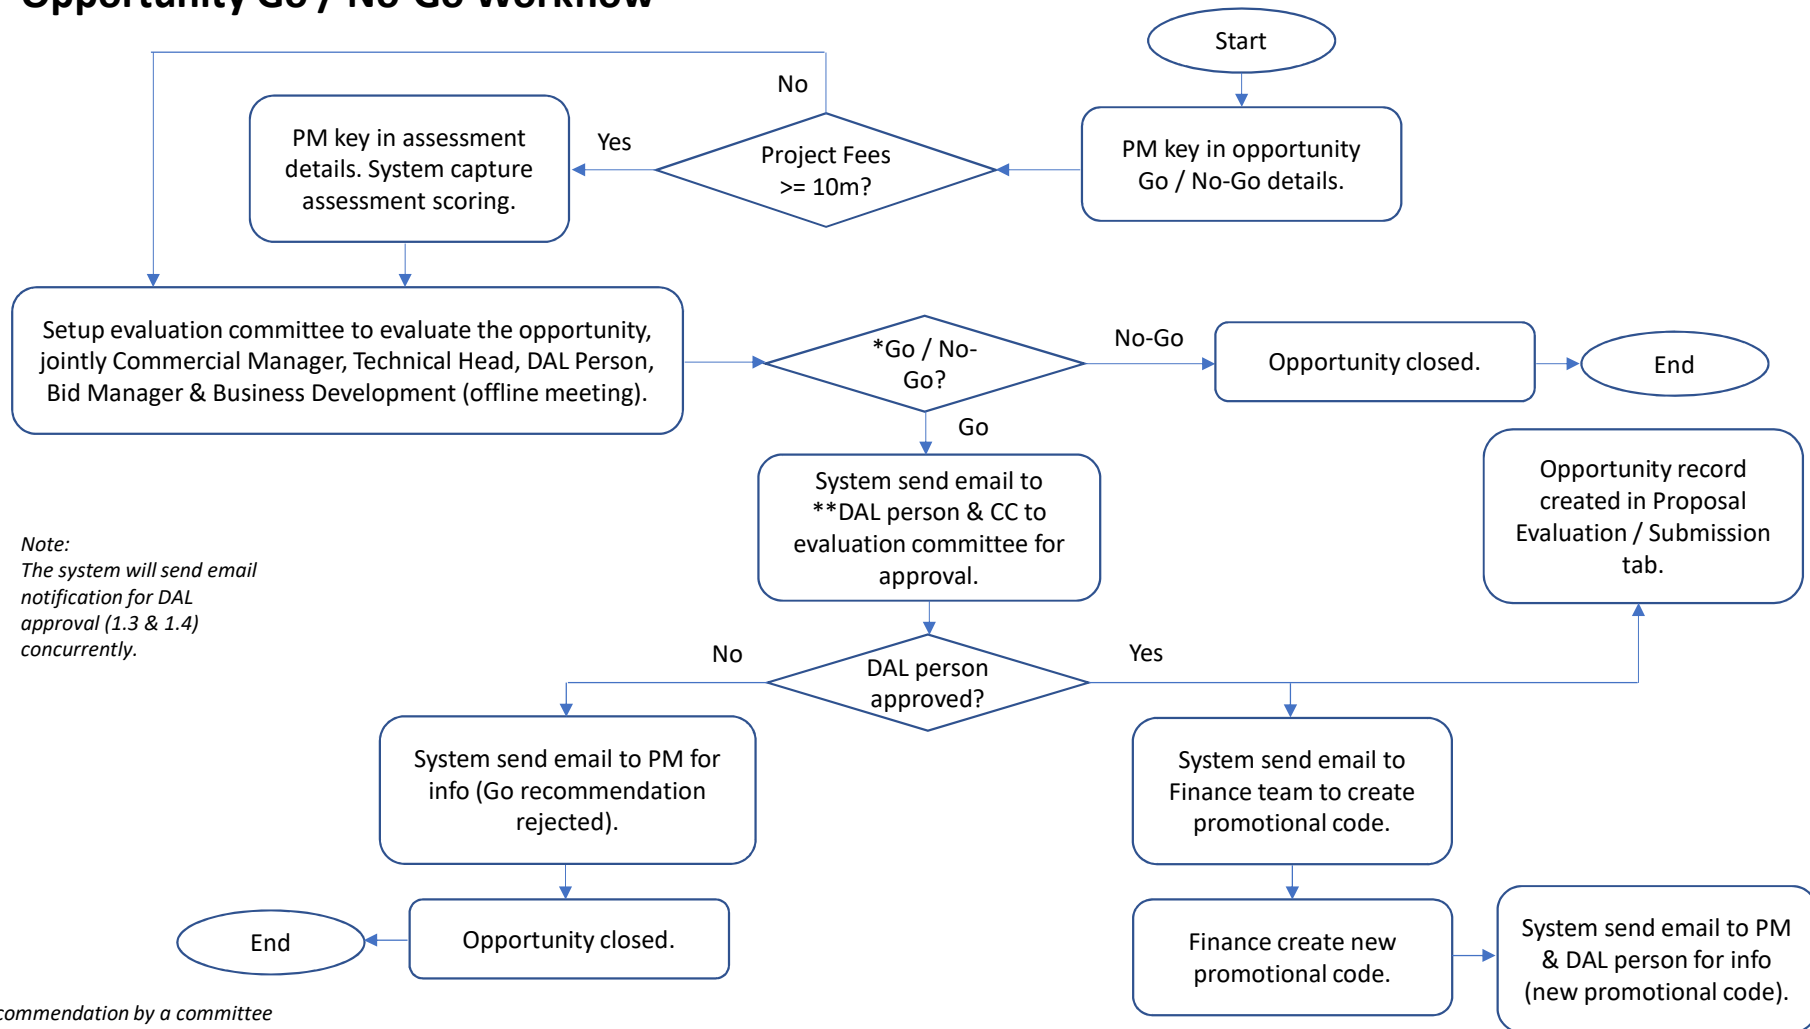 Opportunity Go / No-Go Workflow
Start
No
PM key in assessment
details. System capture
assessment scoring.
Yes
Project Fees
>= 10m?
PM key in opportunity
Go / No-Go details.
Setup evaluation committee to evaluate the opportunity,
jointly Commercial Manager, Technical Head, DAL Person,
Bid Manager & Business Development (offline meeting).
*Go / No-
Go?
No-Go
Opportunity closed.
End
Go
System send email to
**DAL person & CC to
evaluation committee for
approval.
Opportunity record
created in Proposal
Evaluation / Submission
tab.
Note:
The system will send email
notification for DAL
approval (1.3 & 1.4)
concurrently.
No
DAL person
approved?
Yes
System send email to PM for
info (Go recommendation
rejected).
System send email to
Finance team to create
promotional code.
End
Opportunity closed.
Finance create new
promotional code.
System send email to PM
& DAL person for info
(new promotional code).
commendation by a committee